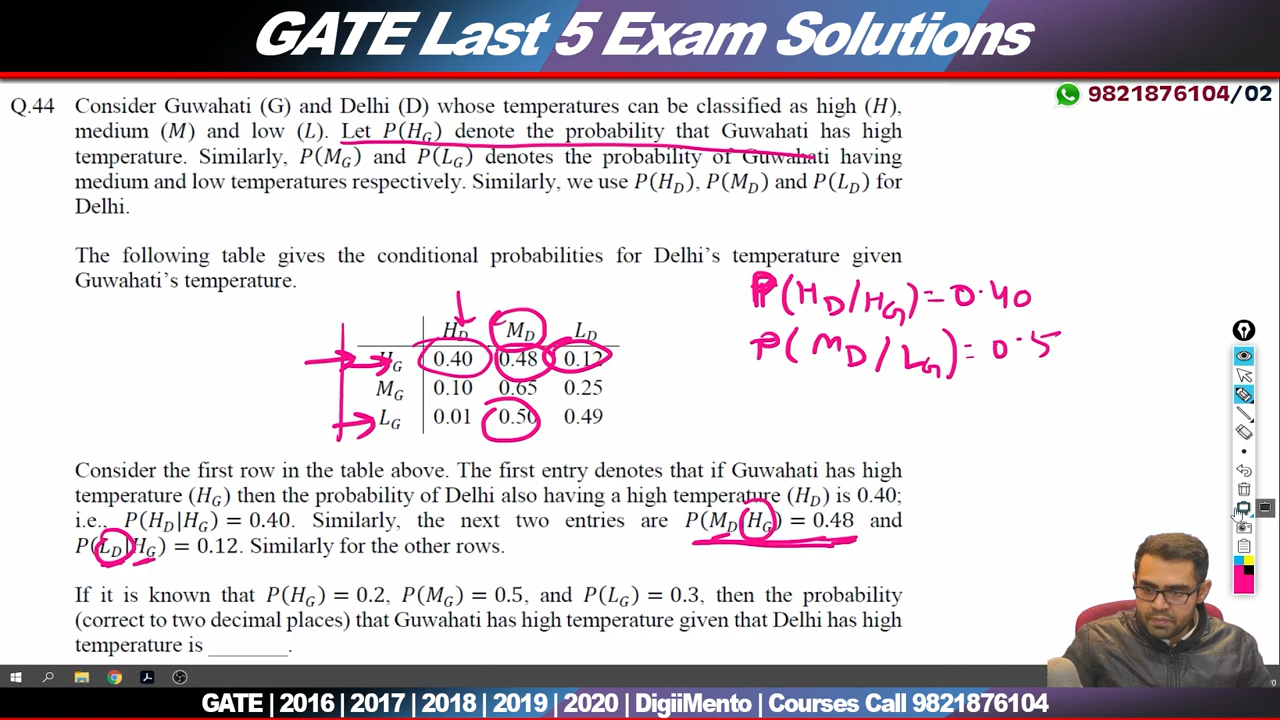 GATE Last 5 Exam Solutions
9821876104/02
Q.44 Consider Guwahati (G) and Delhi (D) whose temperatures can be classified as high (H),
medium (M) and low (L). Let P(H_G) denote the probability that Guwahati has high
temperature. Similarly, P(M_G) and P(L_G) denotes the probability of Guwahati having
medium and low temperatures respectively. Similarly, we use P(H_D), P(M_D) and P(L_D) for
Delhi.
The following table gives the conditional probabilities for Delhi's temperature given
Guwahati's temperature.
P(H_D/H_G) = 0.40
P(M_D/L_G) = 0.5
H_D M_D L_D
H_G 0.40 0.48 0.12
M_G 0.10 0.65 0.25
L_G 0.01 0.50 0.49
Consider the first row in the table above. The first entry denotes that if Guwahati has high
temperature (H_G) then the probability of Delhi also having a high temperature (H_D) is 0.40;
i.e., P(H_D|H_G) = 0.40. Similarly, the next two entries are P(M_D|H_G) = 0.48 and
P(L_D|H_G) = 0.12. Similarly for the other rows.
If it is known that P(H_G) = 0.2, P(M_G) = 0.5, and P(L_G) = 0.3, then the probability
(correct to two decimal places) that Guwahati has high temperature given that Delhi has high
temperature is ________.
GATE | 2016 | 2017 | 2018 | 2019 | 2020 | DigiiMento | Courses Call 9821876104